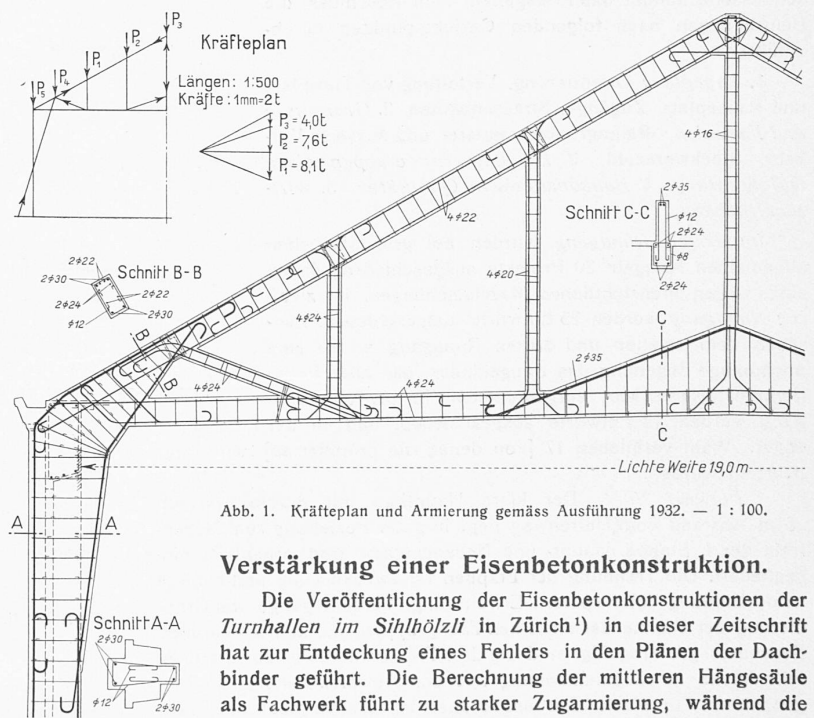 P₃
P₂
P₁
P₄
P₅
Kräfteplan
Längen: 1:500
Kräfte: 1mm=2t
P₃=4,0t
P₂=7,6t
P₁=8,1t
4φ16
2φ35
Schnitt C-C
φ12
2φ24
φ8
2φ24
4φ22
4φ20
2φ22
Schnitt B-B
2φ30
2φ24
2φ22
φ12
2φ30
4φ24
B
B
C
2φ35
4φ24
4φ24
C
Lichte Weite 19,0m
A
A
Abb. 1. Kräfteplan und Armierung gemäss Ausführung 1932. — 1 : 100.
Verstärkung einer Eisenbetonkonstruktion.
Die Veröffentlichung der Eisenbetonkonstruktionen der
Turnhallen im Sihlhölzli in Zürich¹) in dieser Zeitschrift
hat zur Entdeckung eines Fehlers in den Plänen der Dach-
binder geführt. Die Berechnung der mittleren Hängesäule
als Fachwerk führt zu starker Zugarmierung, während die
Schnitt A-A
2φ30
φ12
2φ30